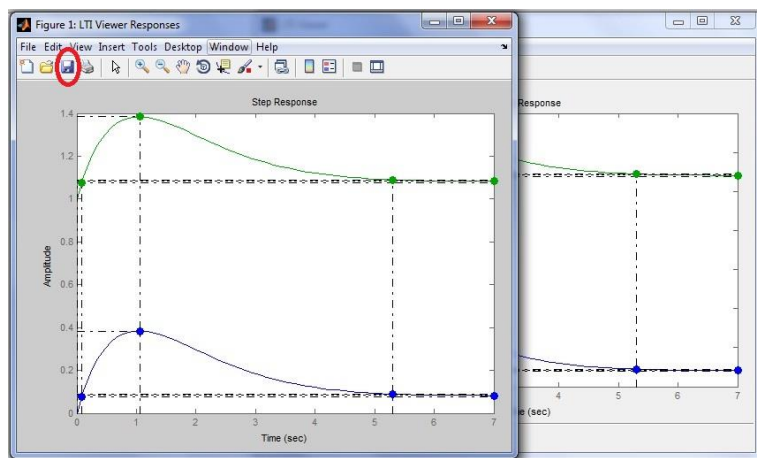 Figure 1: LTI Viewer Responses
File Edit View Insert Tools Desktop Window Help
Step Response
Response
1.4
1.2
1
0.8
0.6
0.4
0.2
0
Amplitude
0 1 2 3 4 5 6 7
Time (sec)
4 5 6 7
e (sec)